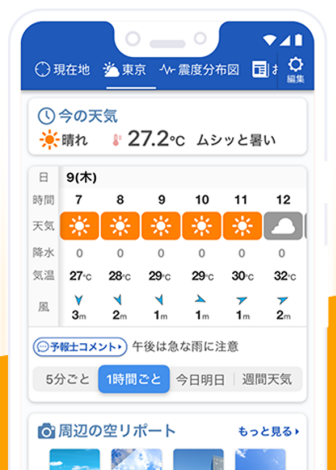 現在地 東京 震度分布図 お 編集
今の天気
晴れ 27.2℃ ムシッと暑い
日 9(木)
時間 7 8 9 10 11 12
天気
降水 0 0 0 0 0 0
気温 27℃ 28℃ 29℃ 29℃ 30℃ 32℃
風 3m 2m 1m 1m 2m 2m
予報士コメント 午後は急な雨に注意
5分ごと 1時間ごと 今日明日 週間天気
周辺の空リポート もっと見る